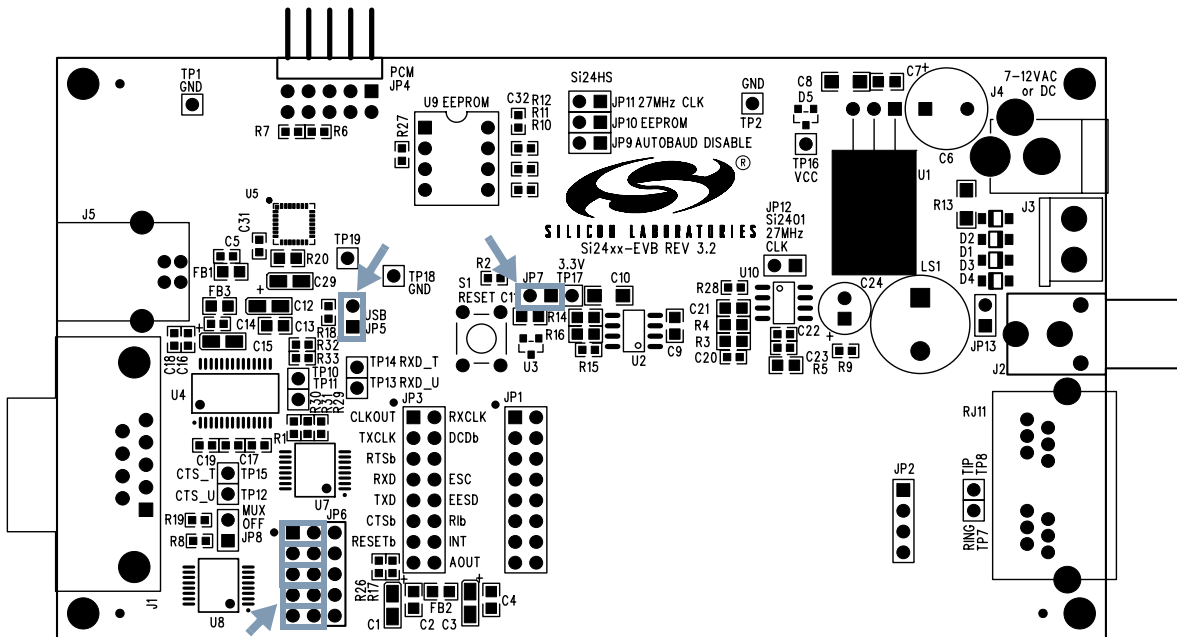 TP1
GND
PCM
JP4
R7
R6
R27
U9 EEPROM
C32
R12
R11
R10
Si24HS
JP11 27MHz CLK
JP10 EEPROM
JP9 AUTOBAUD DISABLE
GND
TP2
C8
C7
+
D5
TP16
VCC
C6
U1
7-12VAC
or DC
J4
R13
J3
D2
D1
D3
D4
®
SILICON LABORATORIES
Si24xx-EVB REV 3.2
JP12
Si2401
27MHz
CLK
J5
U5
C31
C5
FB1
R20
C29
TP19
TP18
GND
FB3
+
C12
C14
C13
+
C15
C18
C16
R18
USB
JP5
R32
R33
TP10
TP11
TP14 RXD_T
TP13 RXD_U
R2
S1
RESET
JP7
3.3V
TP17
C10
R14
R16
R15
U3
U2
C9
R28
U10
C21
R4
R3
C20
C22
C23
R5
R9
+
C24
LS1
JP13
J2
U4
R30
R31
R29
R1
C19
C17
CTS_T
TP15
CTS_U
TP12
MUX
OFF
JP8
R19
R8
U8
J1
U7
JP6
JP3
JP1
CLKOUT
RXCLK
TXCLK
DCDb
RTSb
RXD
ESC
TXD
EESD
CTSb
RIb
RESETb
INT
AOUT
R26
R17
+
C1
C2
FB2
C3
+
C4
JP2
RJ11
TIP
TP8
RING
TP7